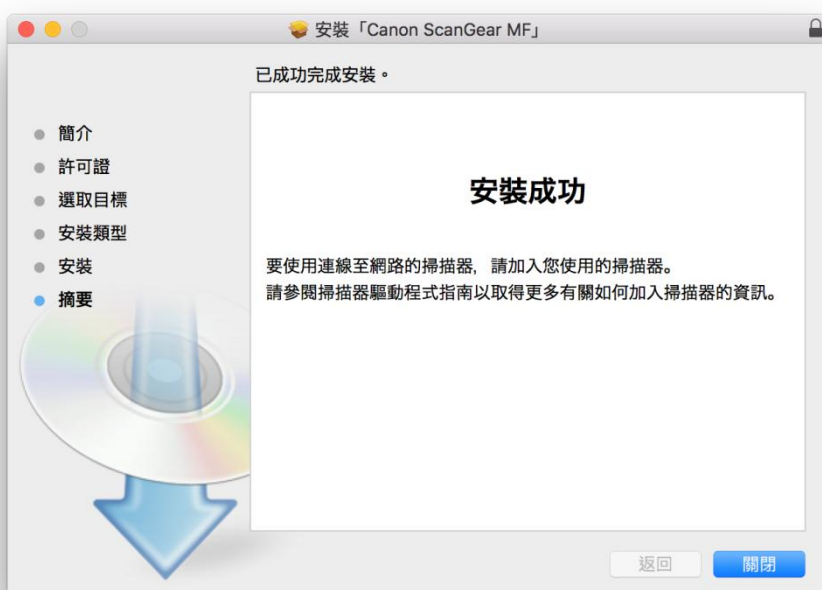 安裝「Canon ScanGear MF」
已成功完成安裝。
簡介
許可證
選取目標
安裝類型
安裝
摘要
安裝成功
要使用連線至網路的掃描器，請加入您使用的掃描器。
請參閱掃描器驅動程式指南以取得更多有關如何加入掃描器的資訊。
返回
關閉